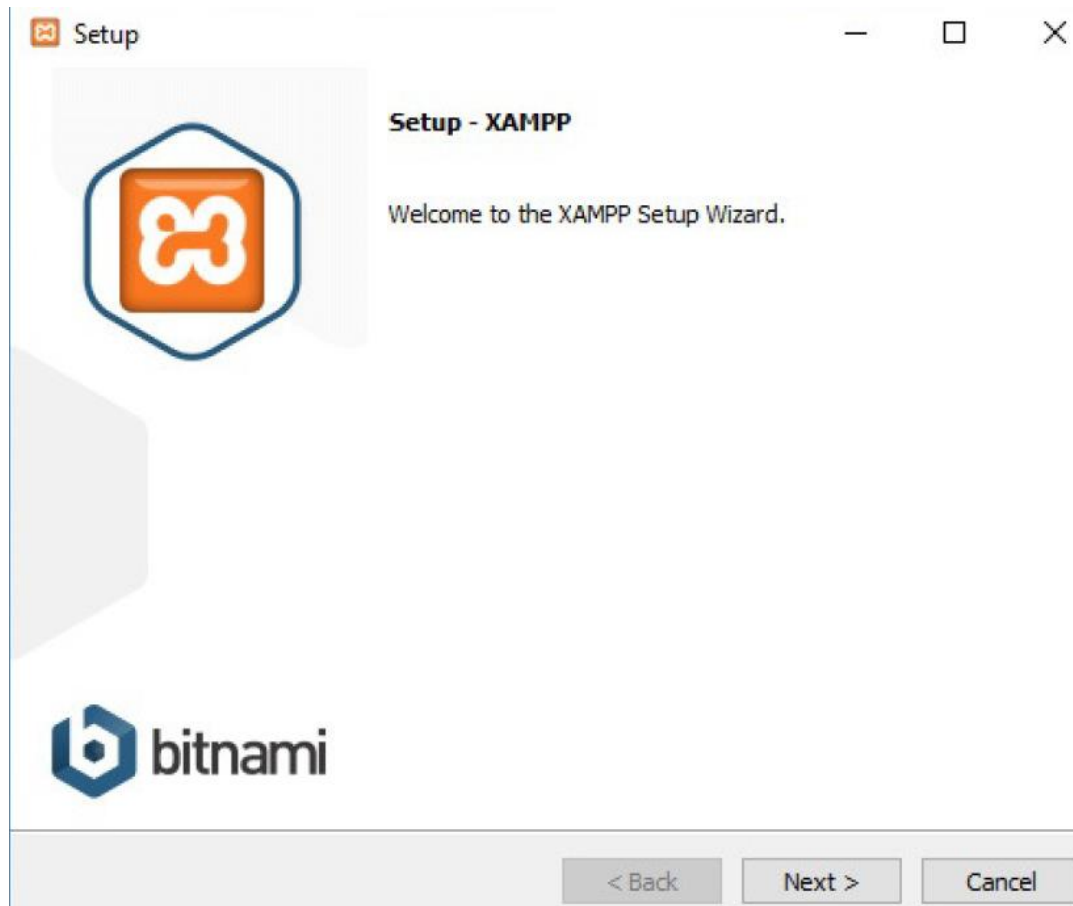 Setup
Setup - XAMPP
Welcome to the XAMPP Setup Wizard.
bitnami
< Back
Next >
Cancel